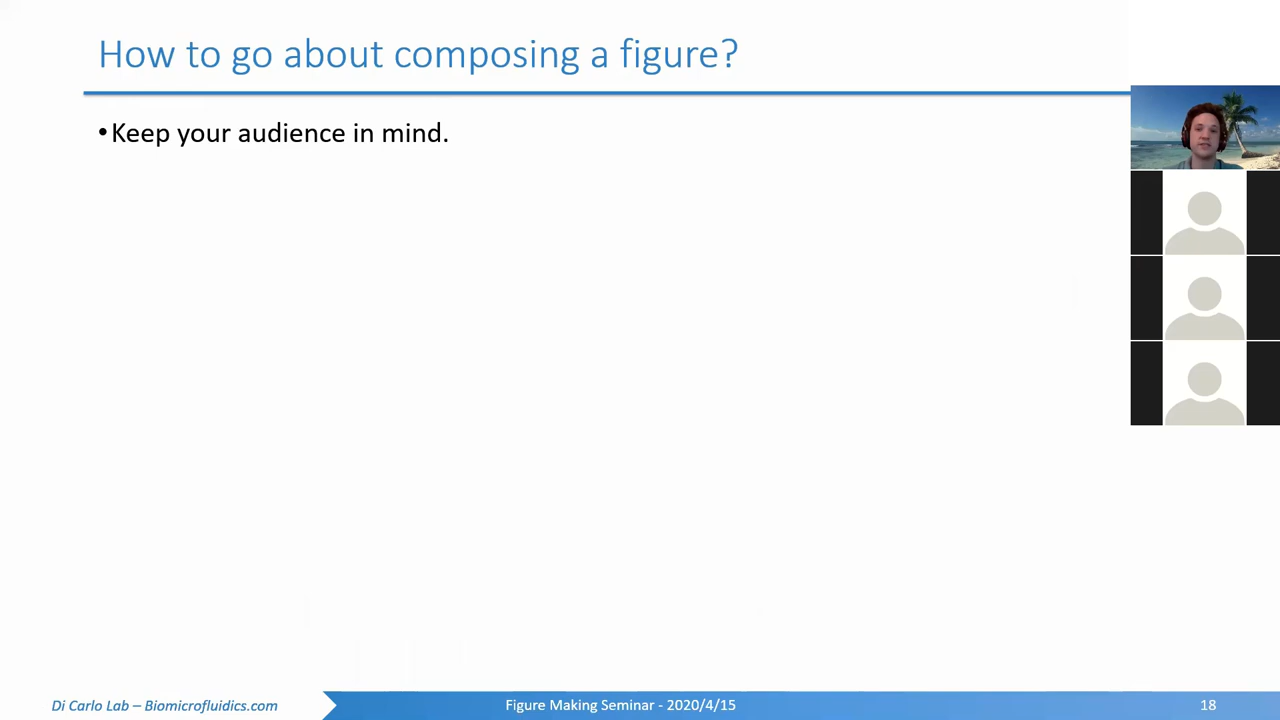 How to go about composing a figure?
•Keep your audience in mind.
Di Carlo Lab – Biomicrofluidics.com
Figure Making Seminar - 2020/4/15
18